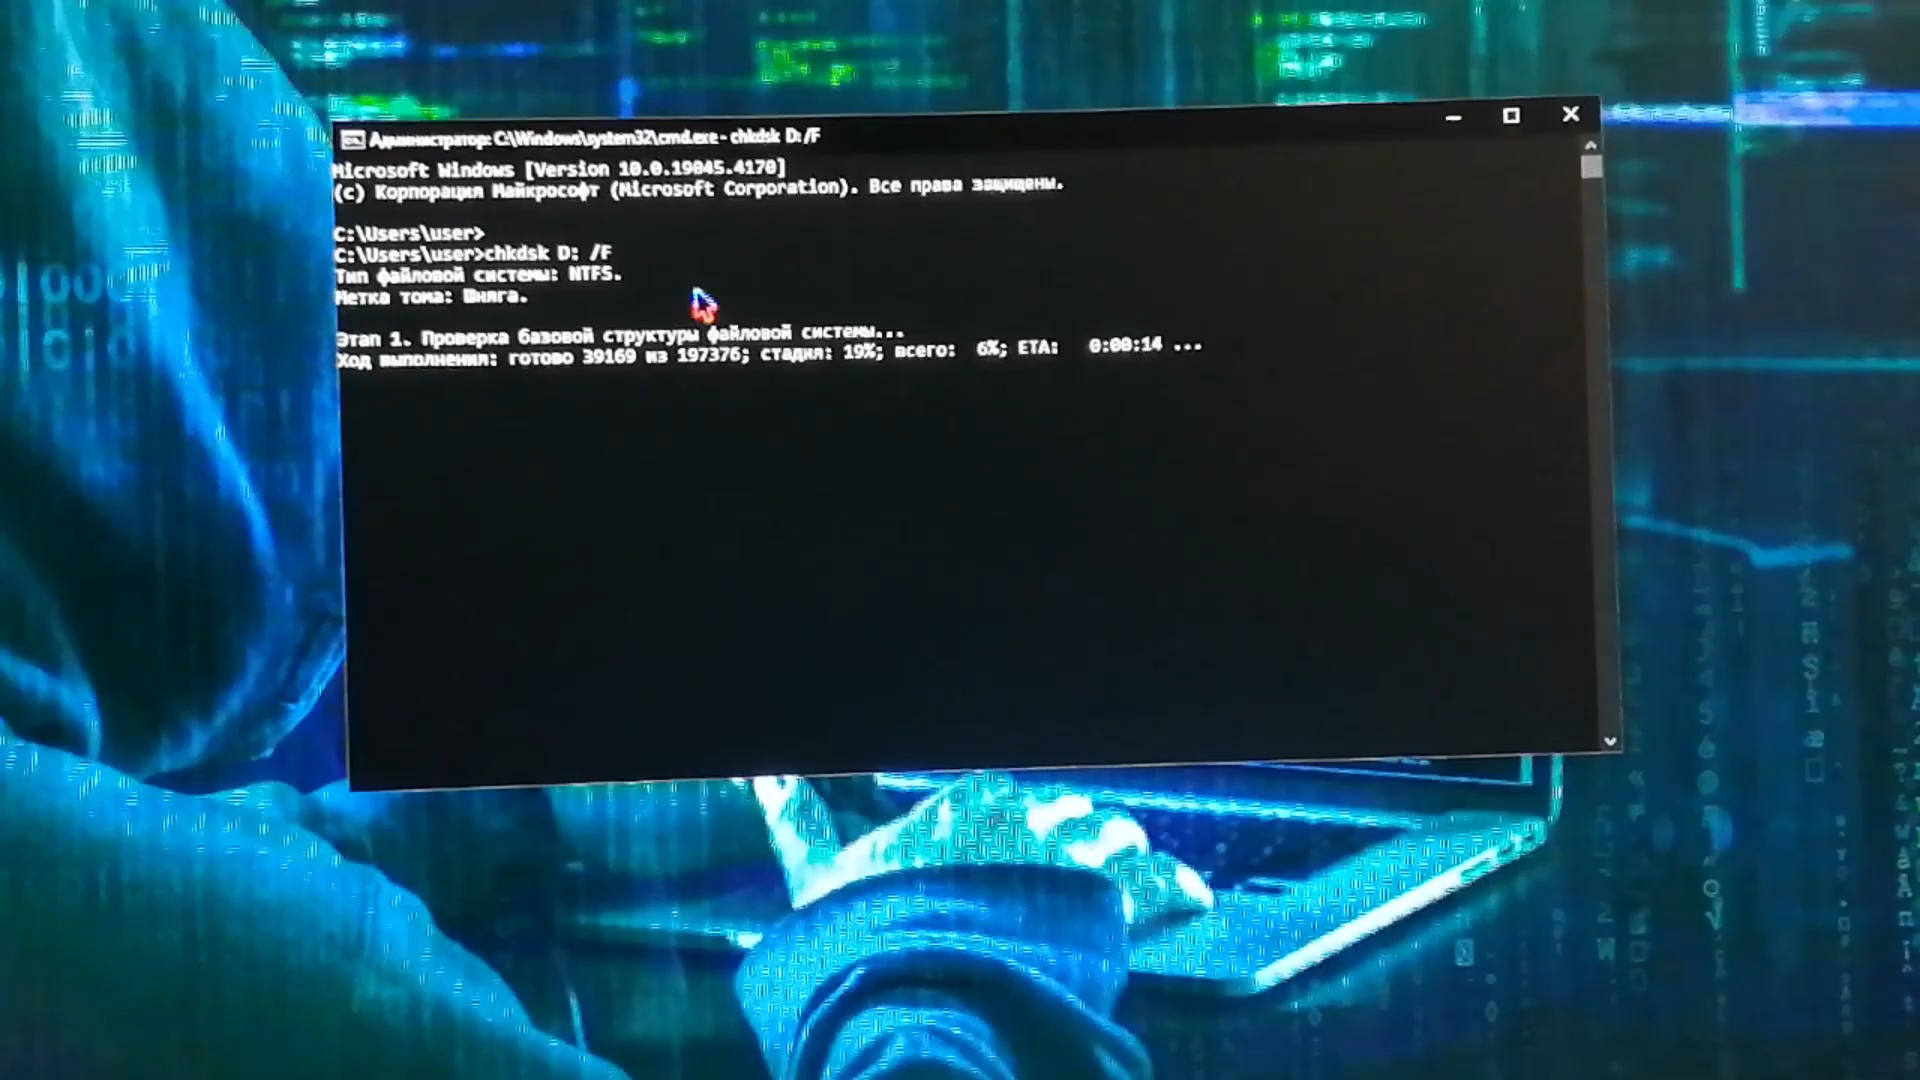 Администратор: C:\Windows\system32\cmd.exe - chkdsk D: /F
Microsoft Windows [Version 10.0.19045.4170]
(c) Корпорация Майкрософт (Microsoft Corporation). Все права защищены.
C:\Users\user>
C:\Users\user>chkdsk D: /F
Тип файловой системы: NTFS.
Метка тома: Шняга.
Этап 1. Проверка базовой структуры файловой системы...
Ход выполнения: готово 39169 из 197376; стадия: 19%; всего: 6%; ETA: 0:00:14 ...